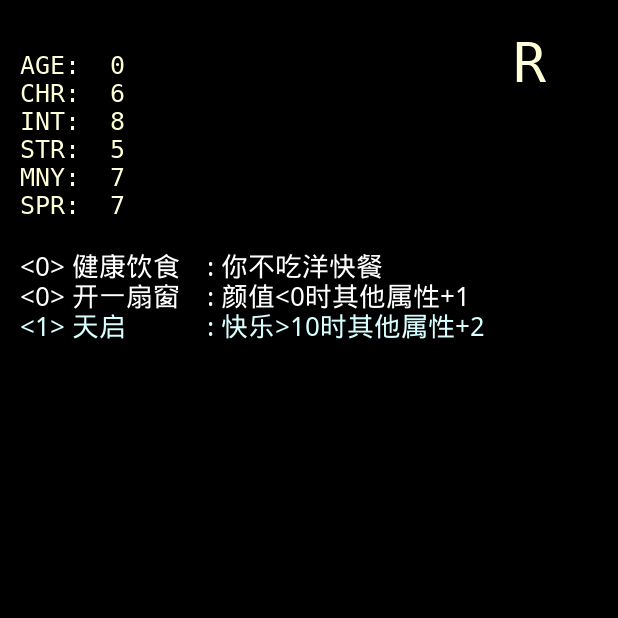 R
AGE: 0
CHR: 6
INT: 8
STR: 5
MNY: 7
SPR: 7
<0> 健康饮食 : 你不吃洋快餐
<0> 开一扇窗 : 颜值<0时其他属性+1
<1> 天启 : 快乐>10时其他属性+2